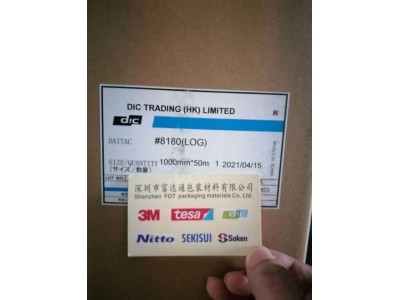 DIC TRADING (HK) LIMITED
dic
DAITAC #8180(LOG)
SIZE/QUANTITY 1000mm*50m 1 2021/04/15
(サイズ/数量)
深圳市富达通包装材料有限公司
Shenzhen FDT packaging materials Co. Ltd
3M tesa
Nitto SEKISUI Soken